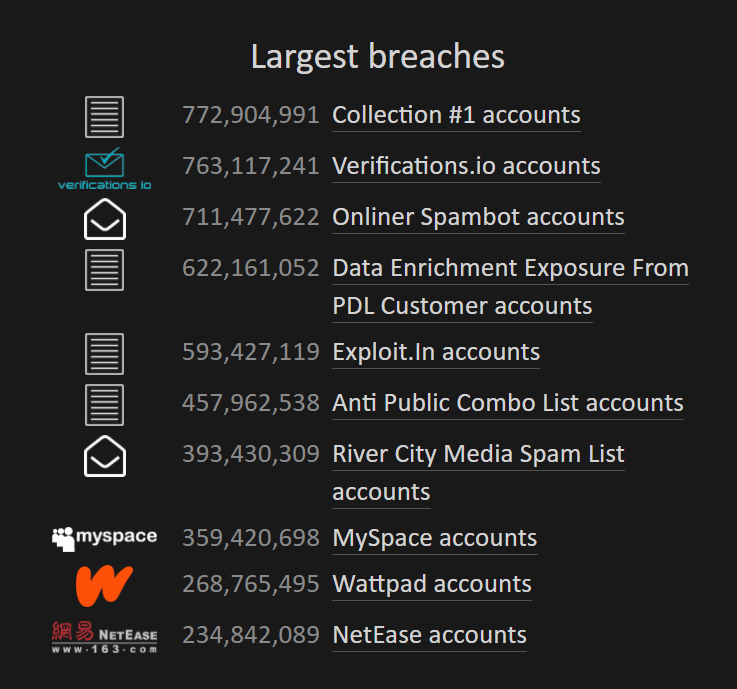 Largest breaches
772,904,991 Collection #1 accounts
verifications io
763,117,241 Verifications.io accounts
711,477,622 Onliner Spambot accounts
622,161,052 Data Enrichment Exposure From
PDL Customer accounts
593,427,119 Exploit.In accounts
457,962,538 Anti Public Combo List accounts
393,430,309 River City Media Spam List
accounts
myspace 359,420,698 MySpace accounts
268,765,495 Wattpad accounts
網易 NETEASE 234,842,089 NetEase accounts
www.163.com